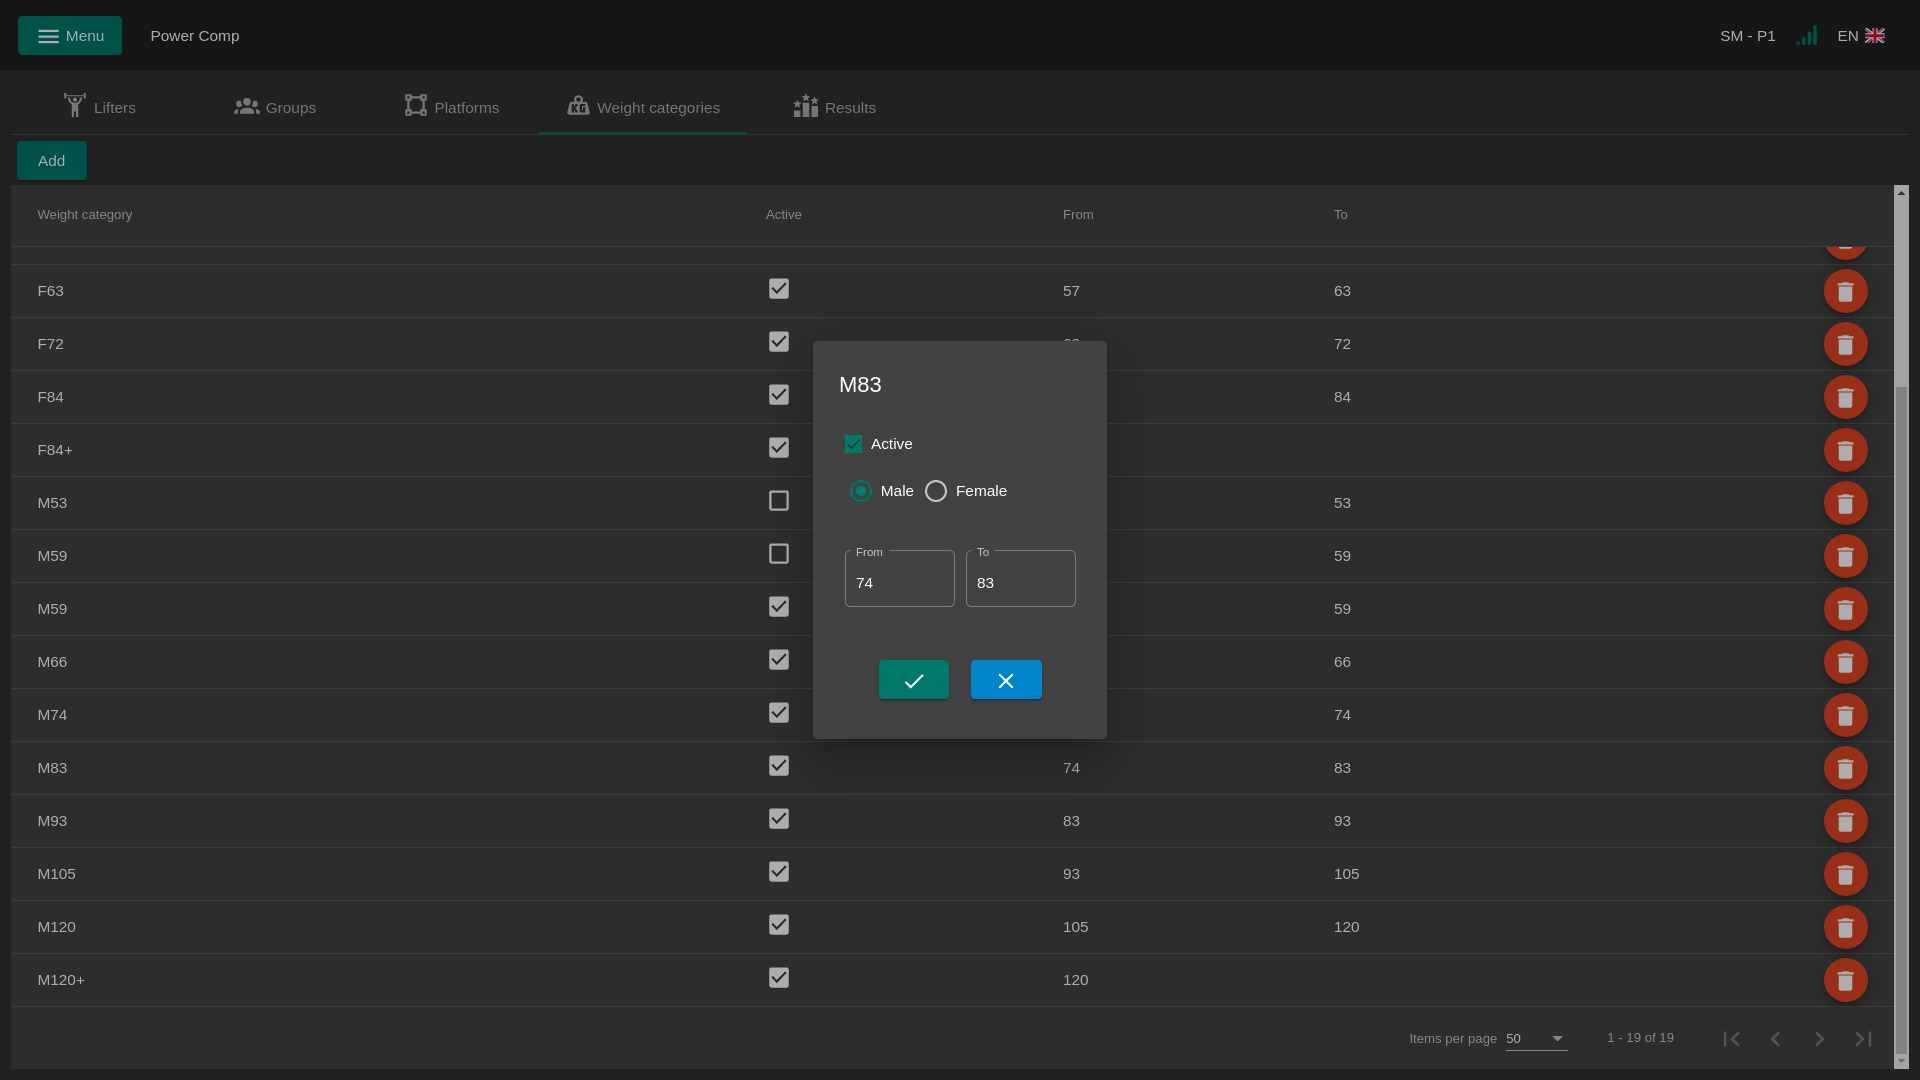 Menu Power Comp SM - P1 EN
Lifters Groups Platforms Weight categories Results
Add
Weight category Active From To
F63 57 63
F72 72
F84 84
F84+
M53 53
M59 59
M59 59
M66 66
M74 74
M83 74 83
M93 83 93
M105 93 105
M120 105 120
M120+ 120
Items per page 50 1 - 19 of 19
M83
Active
Male Female
From To
74 83